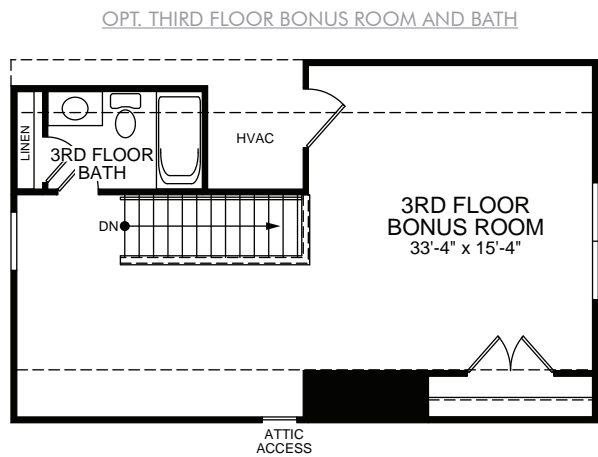 OPT. THIRD FLOOR BONUS ROOM AND BATH
LINEN
3RD FLOOR
BATH
HVAC
DN
3RD FLOOR
BONUS ROOM
33'-4" x 15'-4"
ATTIC
ACCESS